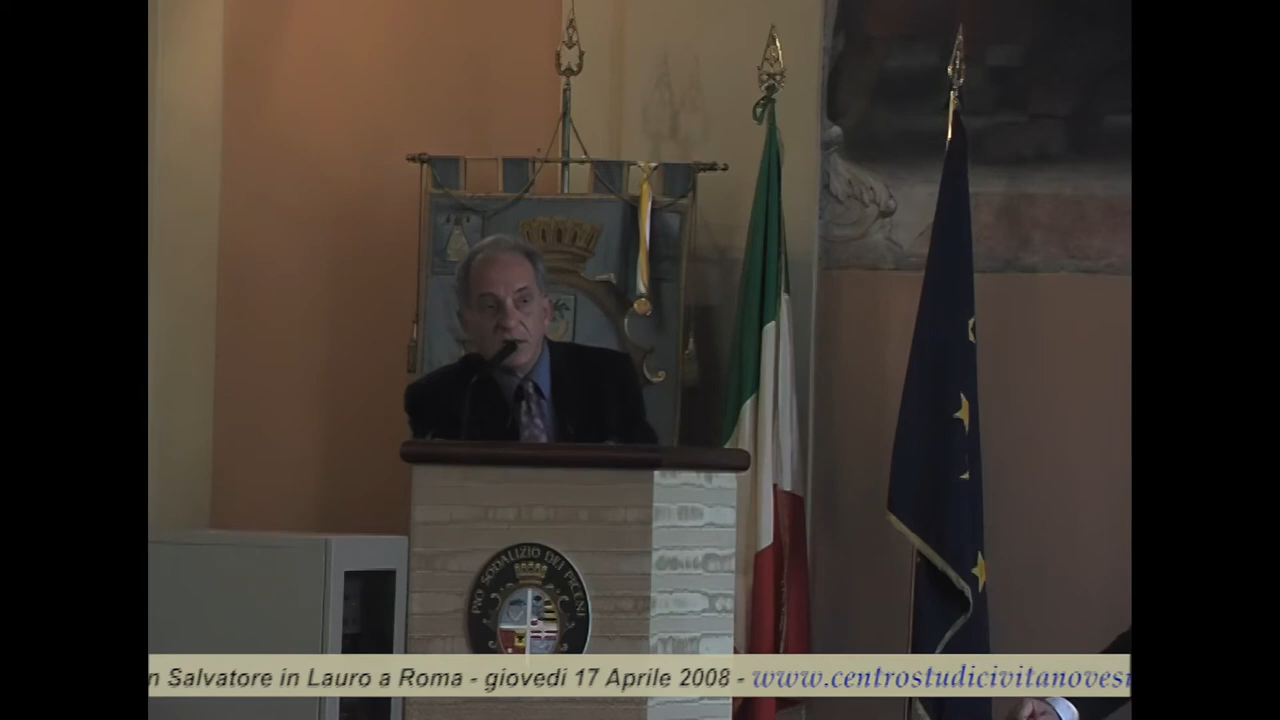 PIO SODALIZIO DEI PICENI
n Salvatore in Lauro a Roma - giovedì 17 Aprile 2008 - www.centrostudicivitanovesi